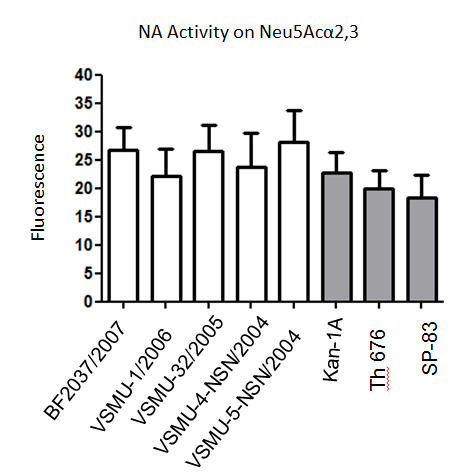 NA Activity on Neu5Acα2,3
Fluorescence
40
35
30
25
20
15
10
5
0
BF2037/2007
VSMU-1/2006
VSMU-32/2005
VSMU-4-NSN/2004
VSMU-5-NSN/2004
Kan-1A
Th 676
SP-83